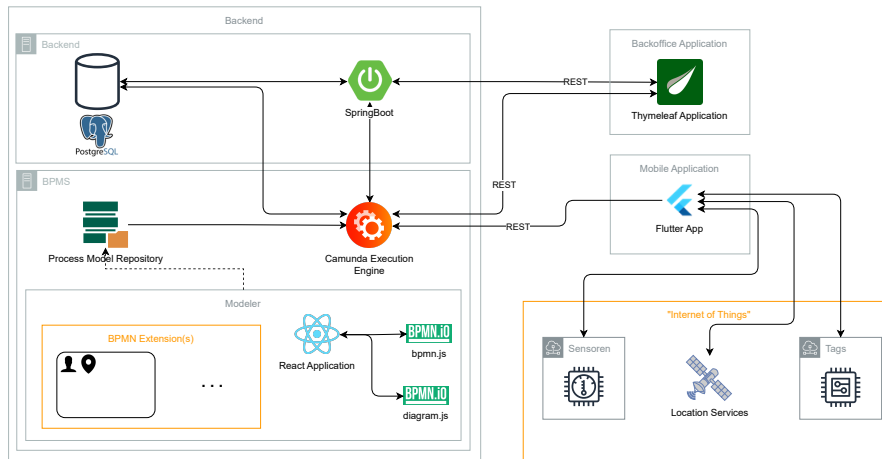 Backend
Backend
PostgreSQL
SpringBoot
REST
Backoffice Application
Thymeleaf Application
BPMS
Process Model Repository
Camunda Execution
Engine
REST
REST
Mobile Application
Flutter App
Modeler
BPMN Extension(s)
. . .
React Application
BPMN.iO
bpmn.js
BPMN.iO
diagram.js
"Internet of Things"
Sensoren
Location Services
Tags